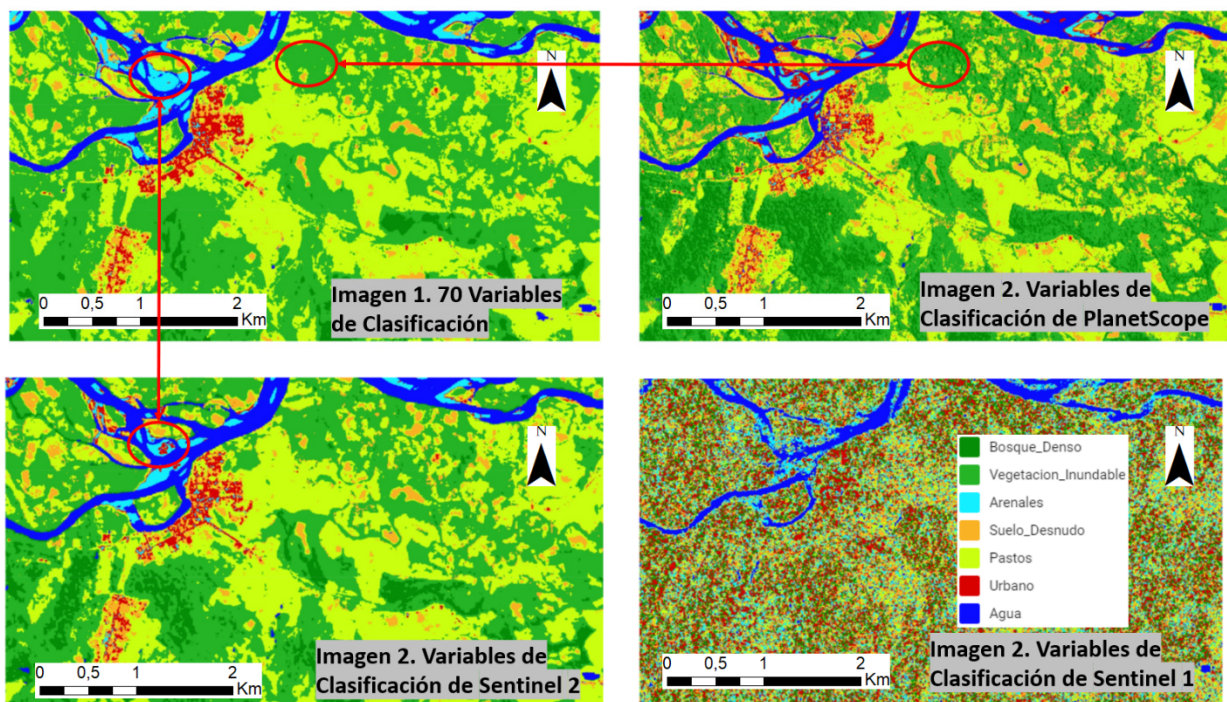 N
0 0,5 1 2
Km
Imagen 1. 70 Variables
de Clasificación
N
0 0,5 1 2
Km
Imagen 2. Variables de
Clasificación de PlanetScope
N
0 0,5 1 2
Km
Imagen 2. Variables de
Clasificación de Sentinel 2
N
Bosque_Denso
Vegetacion_Inundable
Arenales
Suelo_Desnudo
Pastos
Urbano
Agua
0 0,5 1 2
Km
Imagen 2. Variables de
Clasificación de Sentinel 1